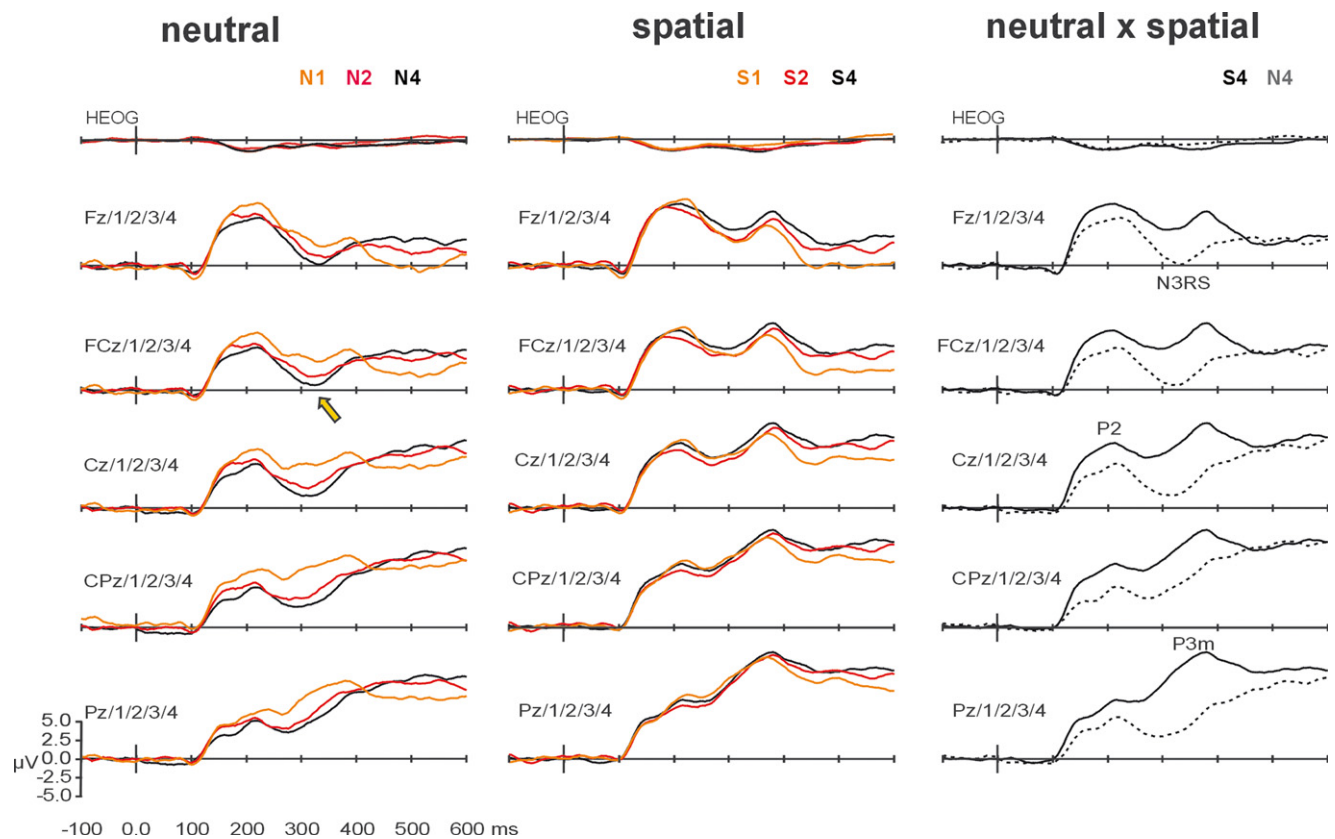 neutral
spatial
neutral x spatial
N1 N2 N4
S1 S2 S4
S4 N4
HEOG
HEOG
HEOG
Fz/1/2/3/4
Fz/1/2/3/4
Fz/1/2/3/4
N3RS
FCz/1/2/3/4
FCz/1/2/3/4
FCz/1/2/3/4
P2
Cz/1/2/3/4
Cz/1/2/3/4
Cz/1/2/3/4
CPz/1/2/3/4
CPz/1/2/3/4
CPz/1/2/3/4
P3m
Pz/1/2/3/4
Pz/1/2/3/4
Pz/1/2/3/4
5.0
2.5
µV 0.0
-2.5
-5.0
-100 0.0 100 200 300 400 500 600 ms